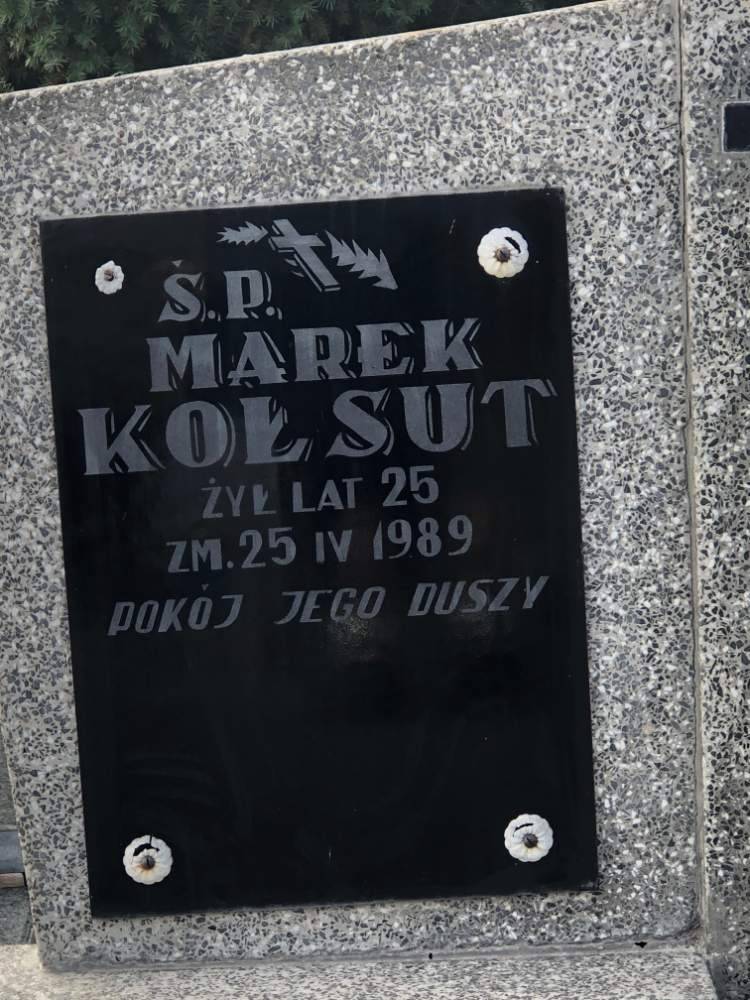 Ś.P.
MAREK
KOŁSUT
ŻYŁ LAT 25
ZM. 25 IV 1989
POKÓJ JEGO DUSZY